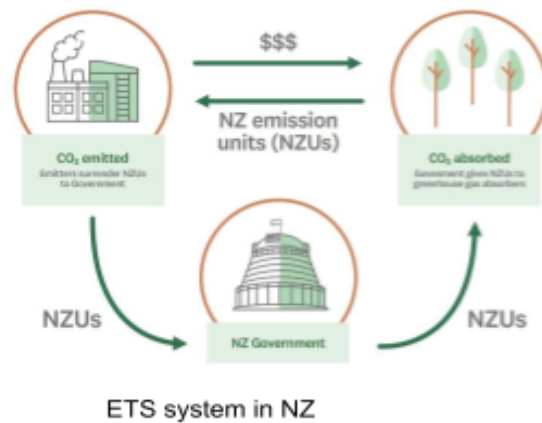 $$$
NZ emission
units (NZUs)
CO₂ emitted
Emitters surrender NZUs
to Government
CO₂ absorbed
Government gives NZUs to
greenhouse gas absorbers
NZUs
NZ Government
NZUs
ETS system in NZ